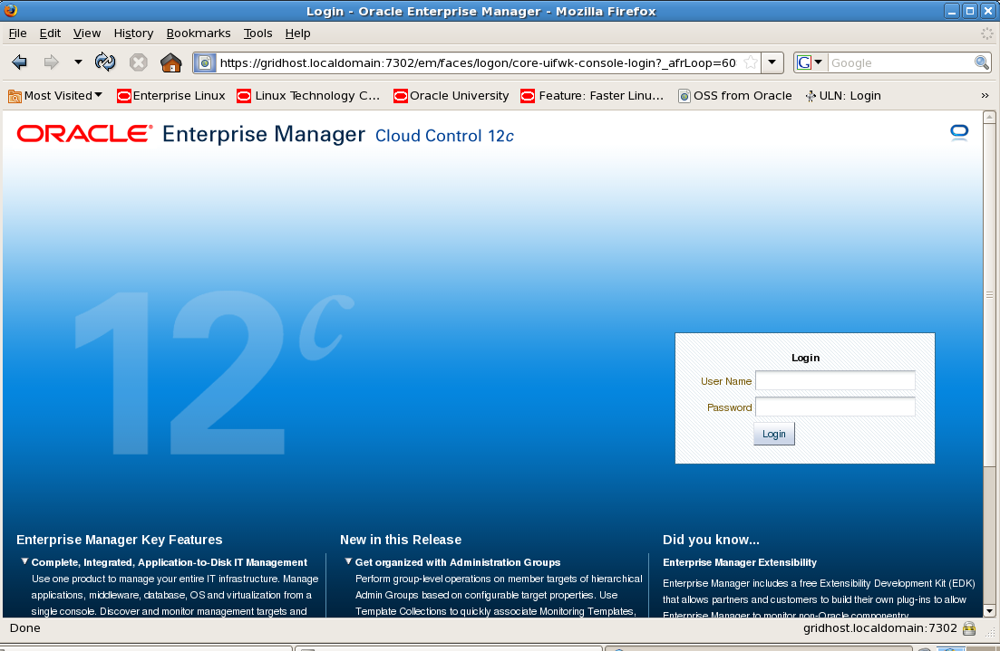 Login - Oracle Enterprise Manager - Mozilla Firefox
File Edit View History Bookmarks Tools Help
https://gridhost.localdomain:7302/em/faces/logon/core-uifwk-console-login?_afrLoop=60
G Google
Most Visited Enterprise Linux Linux Technology C... Oracle University Feature: Faster Linu... OSS from Oracle ULN: Login »
ORACLE Enterprise Manager Cloud Control 12c
12c
Login
User Name
Password
Login
Enterprise Manager Key Features
Complete, Integrated, Application-to-Disk IT Management
Use one product to manage your entire IT infrastructure. Manage
applications, middleware, database, OS and virtualization from a
single console. Discover and monitor management targets and
New in this Release
Get organized with Administration Groups
Perform group-level operations on member targets of hierarchical
Admin Groups based on configurable target properties. Use
Template Collections to quickly associate Monitoring Templates,
Did you know...
Enterprise Manager Extensibility
Enterprise Manager includes a free Extensibility Development Kit (EDK)
that allows partners and customers to build their own plug-ins to allow
Enterprise Manager to monitor non-Oracle componentry
Done
gridhost.localdomain:7302